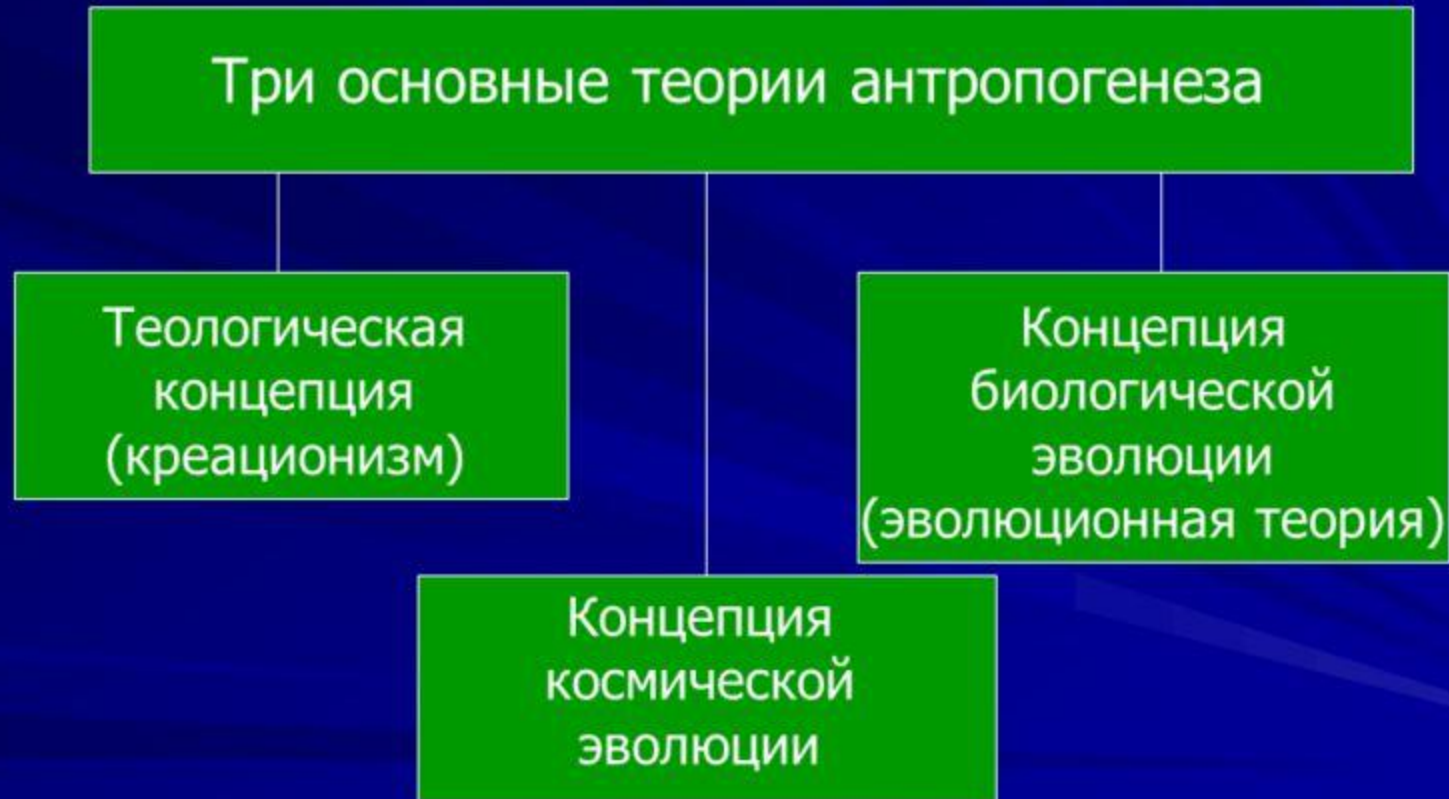 Три основные теории антропогенеза
Теологическая
концепция
(креационизм)
Концепция
биологической
эволюции
(эволюционная теория)
Концепция
космической
эволюции